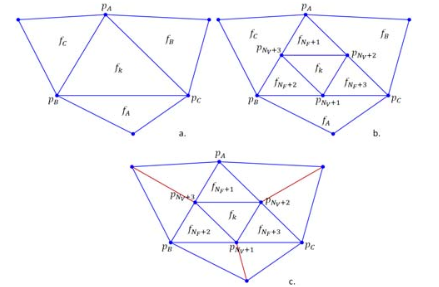 p_A
f_C
f_B
f_k
p_B
p_C
f_A
a.
p_A
f_C
f_B
f_{N_F+1}
p_{N_V+3}
p_{N_V+2}
f_k
f_{N_F+2}
f_{N_F+3}
p_B
p_{N_V+1}
p_C
f_A
b.
p_A
f_{N_F+1}
p_{N_V+3}
p_{N_V+2}
f_k
f_{N_F+2}
f_{N_F+3}
p_B
p_{N_V+1}
p_C
c.